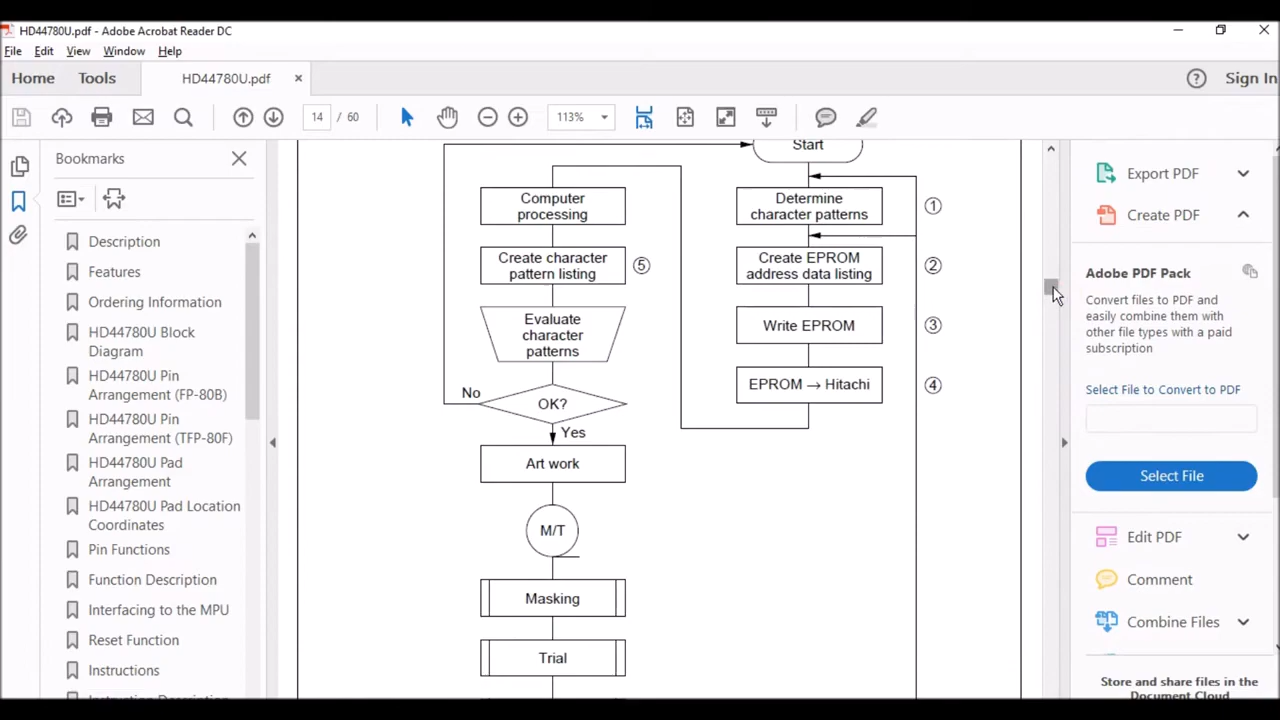 HD44780U.pdf - Adobe Acrobat Reader DC
File Edit View Window Help
Home Tools HD44780U.pdf × Sign In
14 / 60 113%
Bookmarks
Description
Features
Ordering Information
HD44780U Block
Diagram
HD44780U Pin
Arrangement (FP-80B)
HD44780U Pin
Arrangement (TFP-80F)
HD44780U Pad
Arrangement
HD44780U Pad Location
Coordinates
Pin Functions
Function Description
Interfacing to the MPU
Reset Function
Instructions
Instruction Description
Computer
processing
Create character
pattern listing
5
Evaluate
character
patterns
No
OK?
Yes
Art work
M/T
Masking
Trial
Start
Determine
character patterns
1
Create EPROM
address data listing
2
Write EPROM
3
EPROM → Hitachi
4
Export PDF
Create PDF
Adobe PDF Pack
Convert files to PDF and
easily combine them with
other file types with a paid
subscription
Select File to Convert to PDF
Select File
Edit PDF
Comment
Combine Files
Store and share files in the
Document Cloud